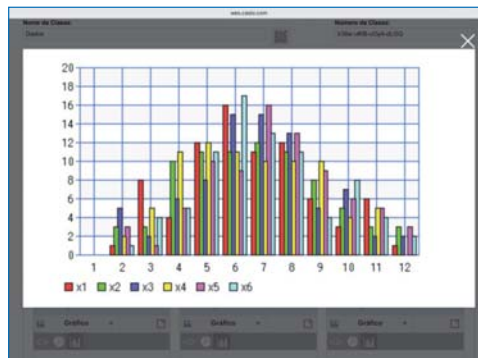 wes.casio.com
Nome da Classe:
Número da Classe:
Dados
20
18
16
14
12
10
8
6
4
2
0
1 2 3 4 5 6 7 8 9 10 11 12
x1 x2 x3 x4 x5 x6
Gráfico Gráfico Gráfico